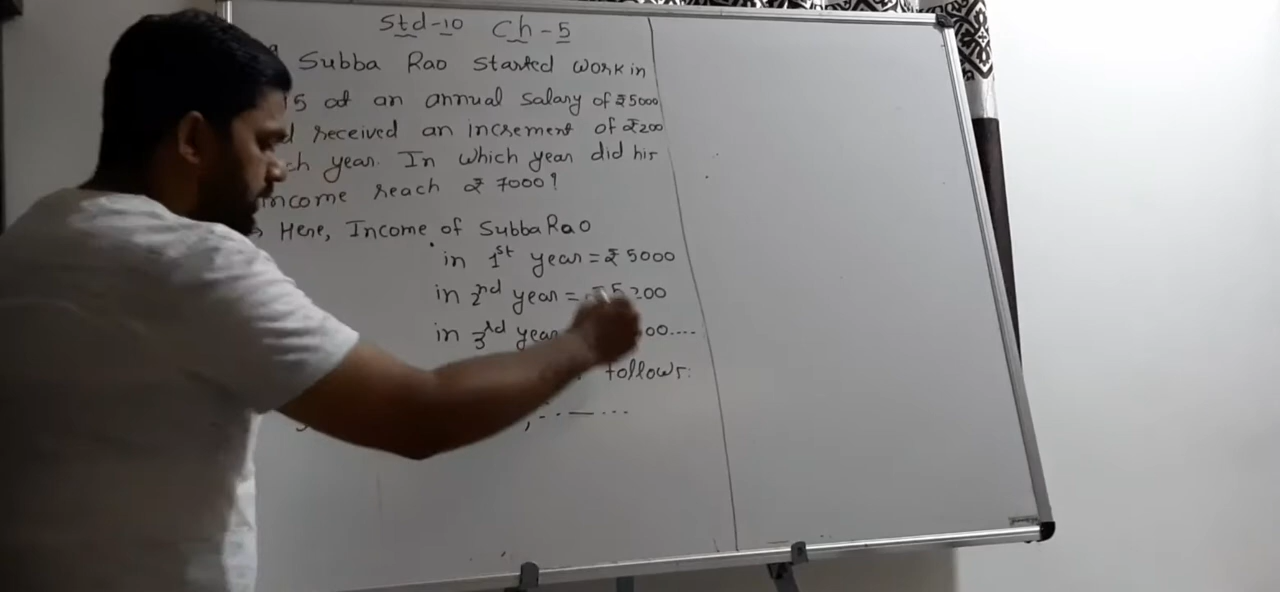 Std-10 Ch-5
Subba Rao started work in
5 at an annual salary of ₹5000
received an increment of ₹200
year. In which year did his
income reach ₹ 7000?
Here, Income of Subba Rao
in 1st year = ₹ 5000
in 2nd year = ₹5200
in 3rd year 00....
follows:
, -..—...